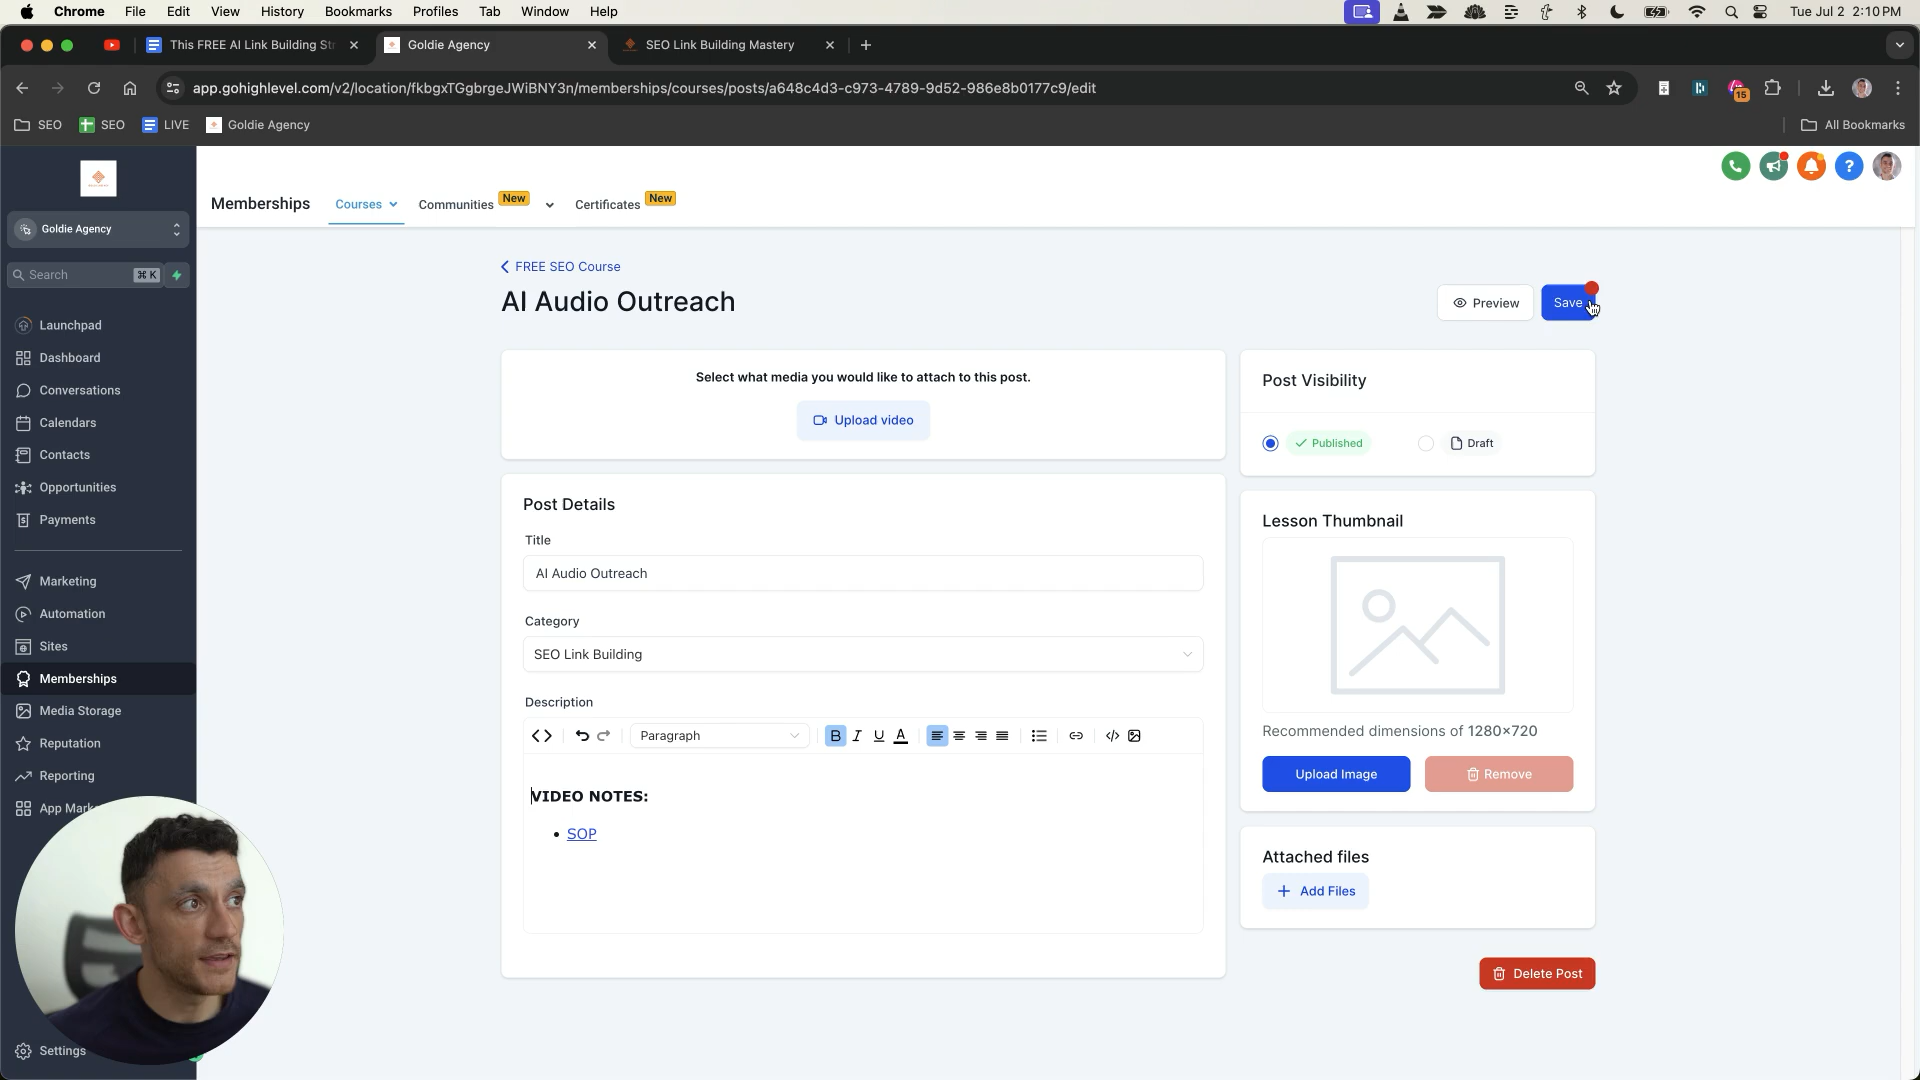 Chrome File Edit View History Bookmarks Profiles Tab Window Help Tue Jul 2 2:10 PM
This FREE AI Link Building Str Goldie Agency SEO Link Building Mastery
app.gohighlevel.com/v2/location/fkbgxTGgbrgeJWiBNY3n/memberships/courses/posts/a648c4d3-c973-4789-9d52-986e8b0177c9/edit
15
SEO SEO LIVE Goldie Agency All Bookmarks
Memberships Courses Communities New Certificates New
Goldie Agency
Search ⌘ K
Launchpad
Dashboard
Conversations
Calendars
Contacts
Opportunities
Payments
Marketing
Automation
Sites
Memberships
Media Storage
Reputation
Reporting
App Mark
Settings
FREE SEO Course
AI Audio Outreach
Preview
Save
Select what media you would like to attach to this post.
Upload video
Post Details
Title
AI Audio Outreach
Category
SEO Link Building
Description
Paragraph B I U A
VIDEO NOTES:
• SOP
Post Visibility
Published
Draft
Lesson Thumbnail
Recommended dimensions of 1280×720
Upload Image
Remove
Attached files
+ Add Files
Delete Post